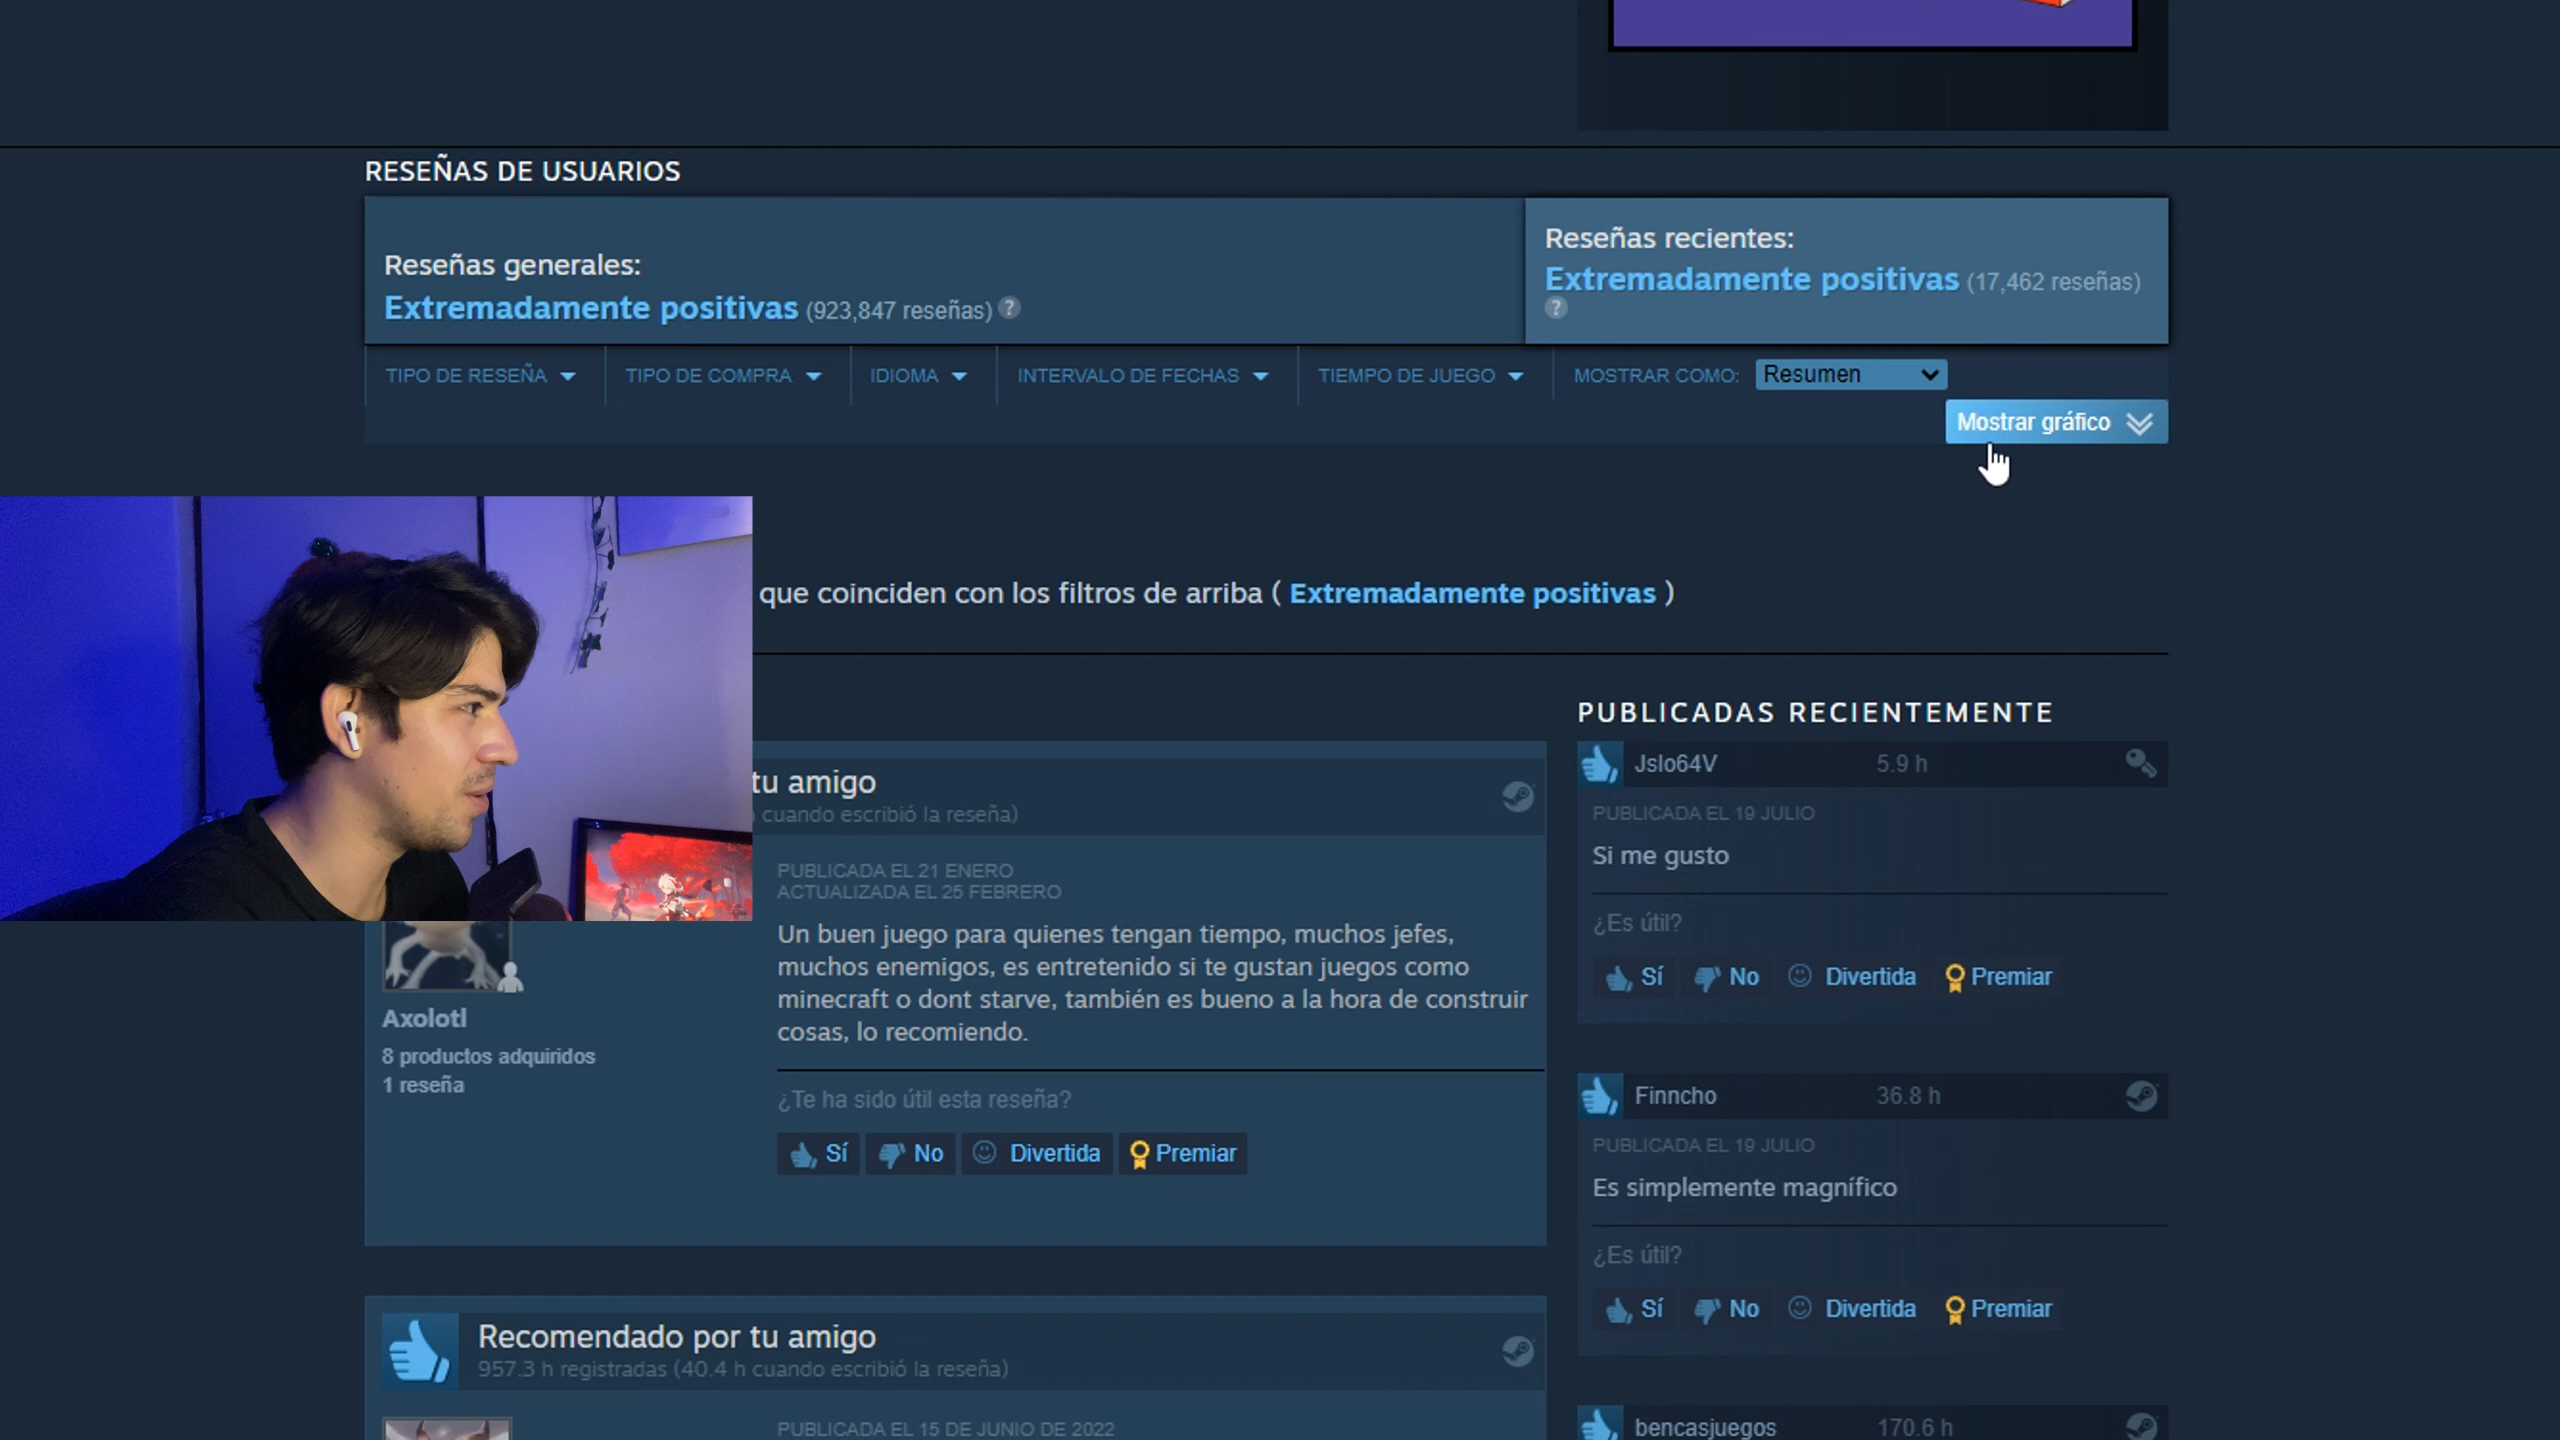 RESEÑAS DE USUARIOS
Reseñas generales:
Extremadamente positivas (923,847 reseñas) ?
Reseñas recientes:
Extremadamente positivas (17,462 reseñas)
?
TIPO DE RESEÑA
TIPO DE COMPRA
IDIOMA
INTERVALO DE FECHAS
TIEMPO DE JUEGO
MOSTRAR COMO:
Resumen
Mostrar gráfico
que coinciden con los filtros de arriba ( Extremadamente positivas )
tu amigo
cuando escribió la reseña)
PUBLICADA EL 21 ENERO
ACTUALIZADA EL 25 FEBRERO
Un buen juego para quienes tengan tiempo, muchos jefes,
muchos enemigos, es entretenido si te gustan juegos como
minecraft o dont starve, también es bueno a la hora de construir
cosas, lo recomiendo.
Axolotl
8 productos adquiridos
1 reseña
¿Te ha sido útil esta reseña?
Sí
No
Divertida
Premiar
Recomendado por tu amigo
957.3 h registradas (40.4 h cuando escribió la reseña)
PUBLICADA EL 15 DE JUNIO DE 2022
PUBLICADAS RECIENTEMENTE
Jslo64V 5.9 h
PUBLICADA EL 19 JULIO
Si me gusto
¿Es útil?
Sí
No
Divertida
Premiar
Finncho 36.8 h
PUBLICADA EL 19 JULIO
Es simplemente magnífico
¿Es útil?
Sí
No
Divertida
Premiar
bencasjuegos 170.6 h